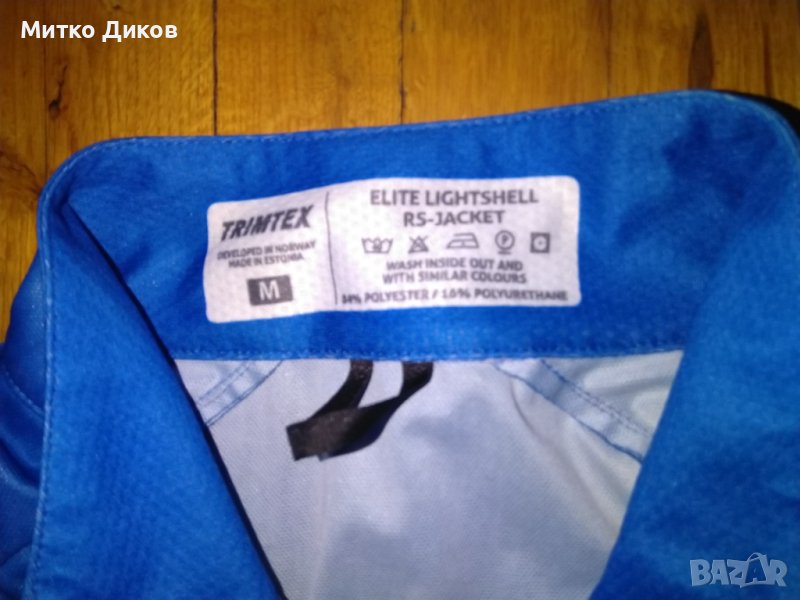 Митко Диков
TRIMTEX
DEVELOPED IN NORWAY
MADE IN ESTONIA
M
ELITE LIGHTSHELL
RS-JACKET
WASH INSIDE OUT AND
WITH SIMILAR COLOURS
84% POLYESTER / 16% POLYURETHANE
BAZAR